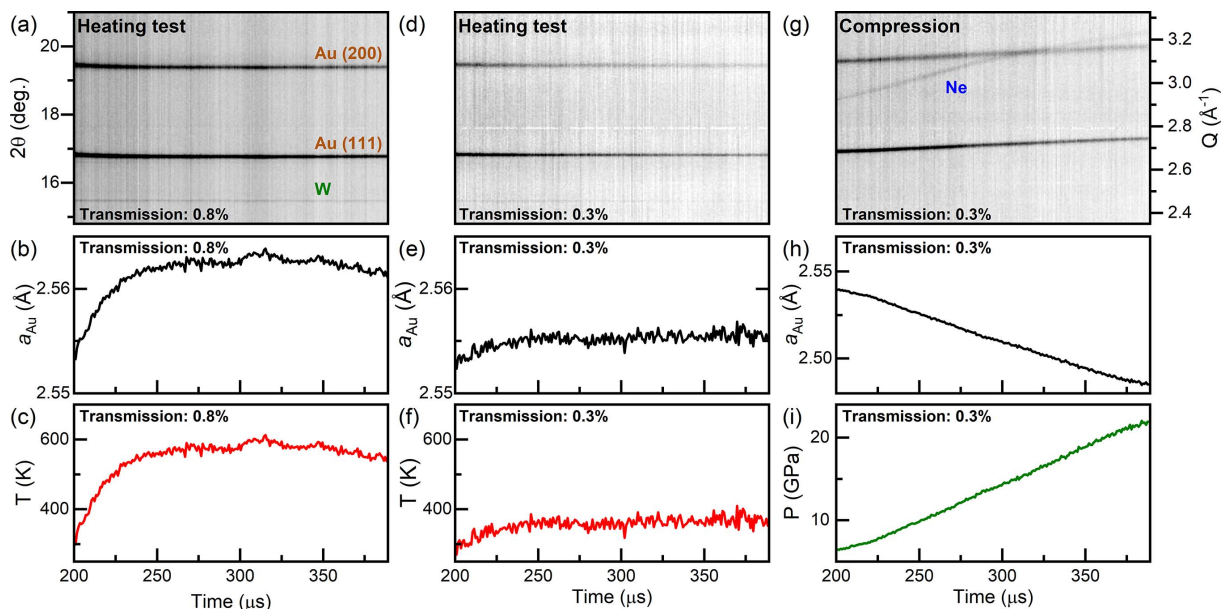 (a)
Heating test
Au (200)
Au (111)
W
Transmission: 0.8%
2θ (deg.)
20
18
16
(b)
Transmission: 0.8%
aAu (Å)
2.56
2.55
(c)
Transmission: 0.8%
T (K)
600
400
200 250 300 350
Time (μs)
(d)
Heating test
Transmission: 0.3%
(e)
Transmission: 0.3%
aAu (Å)
2.56
2.55
(f)
Transmission: 0.3%
T (K)
600
400
200 250 300 350
Time (μs)
(g)
Compression
Ne
Transmission: 0.3%
Q (Å-1)
3.2
3.0
2.8
2.6
2.4
(h)
Transmission: 0.3%
aAu (Å)
2.55
2.50
(i)
Transmission: 0.3%
P (GPa)
20
10
200 250 300 350
Time (μs)